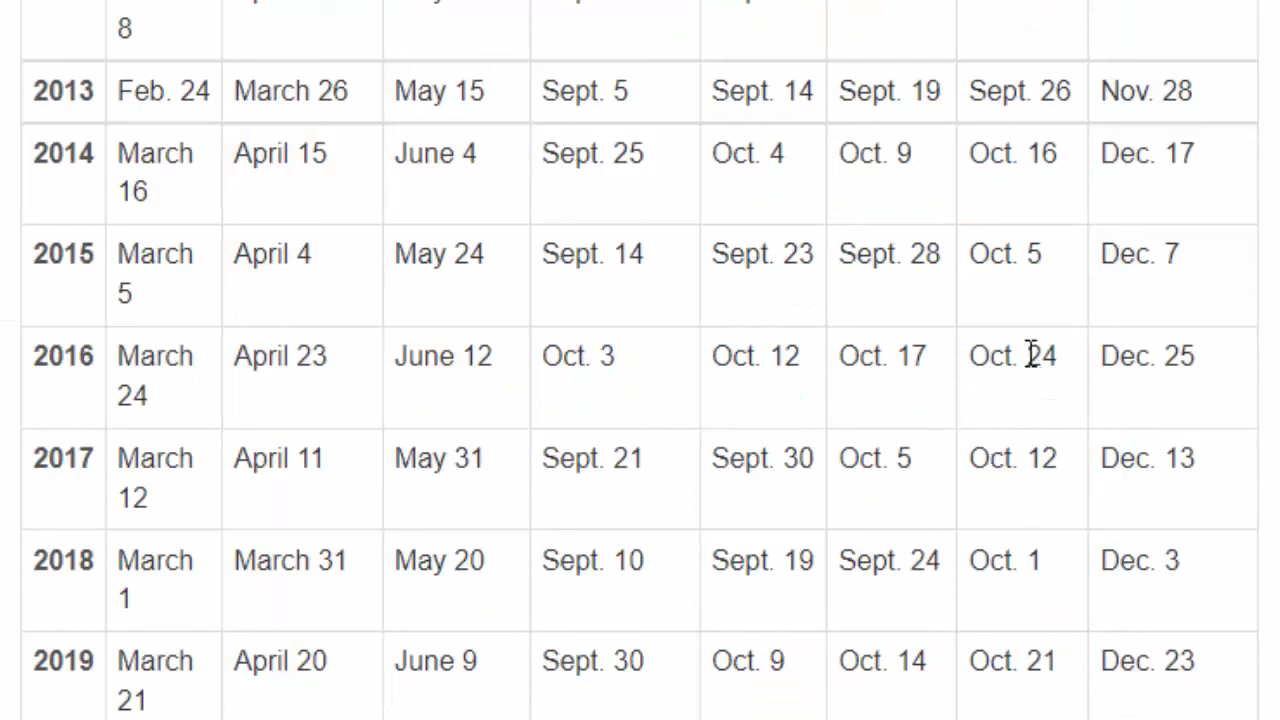 8
2013 Feb. 24 March 26 May 15 Sept. 5 Sept. 14 Sept. 19 Sept. 26 Nov. 28
2014 March April 15 June 4 Sept. 25 Oct. 4 Oct. 9 Oct. 16 Dec. 17
16
2015 March April 4 May 24 Sept. 14 Sept. 23 Sept. 28 Oct. 5 Dec. 7
5
2016 March April 23 June 12 Oct. 3 Oct. 12 Oct. 17 Oct. 24 Dec. 25
24
2017 March April 11 May 31 Sept. 21 Sept. 30 Oct. 5 Oct. 12 Dec. 13
12
2018 March March 31 May 20 Sept. 10 Sept. 19 Sept. 24 Oct. 1 Dec. 3
1
2019 March April 20 June 9 Sept. 30 Oct. 9 Oct. 14 Oct. 21 Dec. 23
21